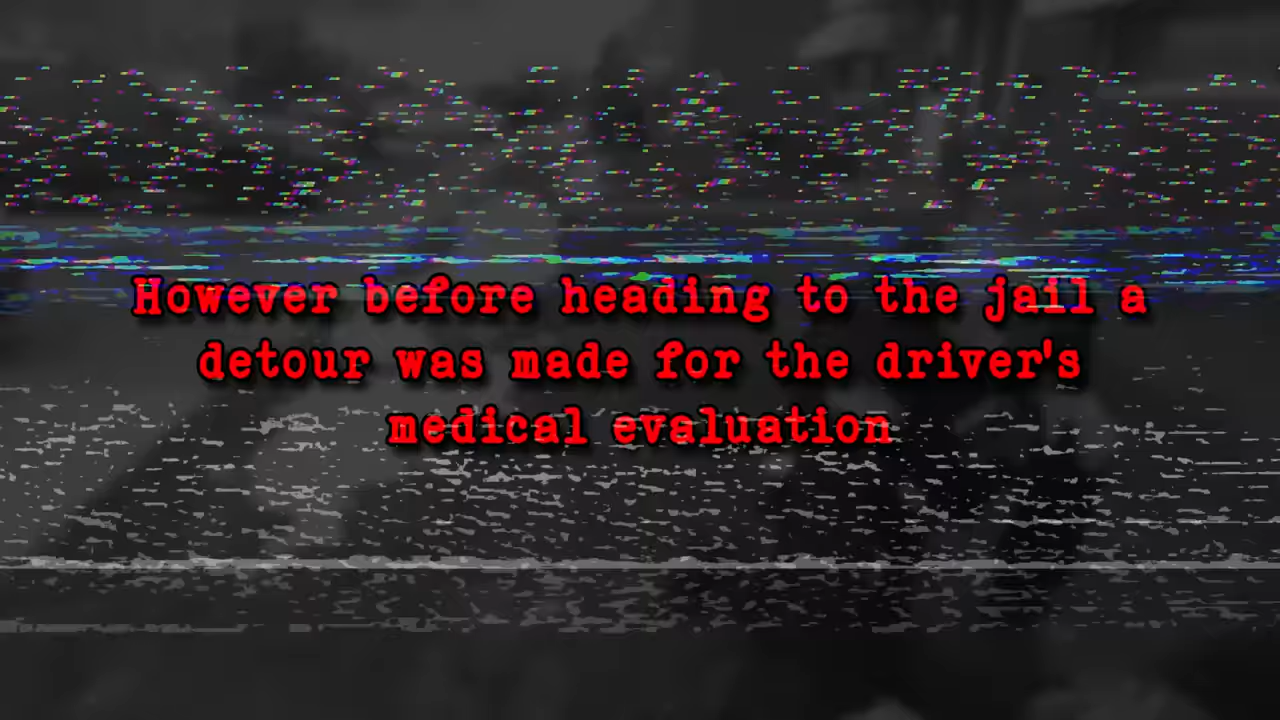 However before heading to the jail a
detour was made for the driver's
medical evaluation